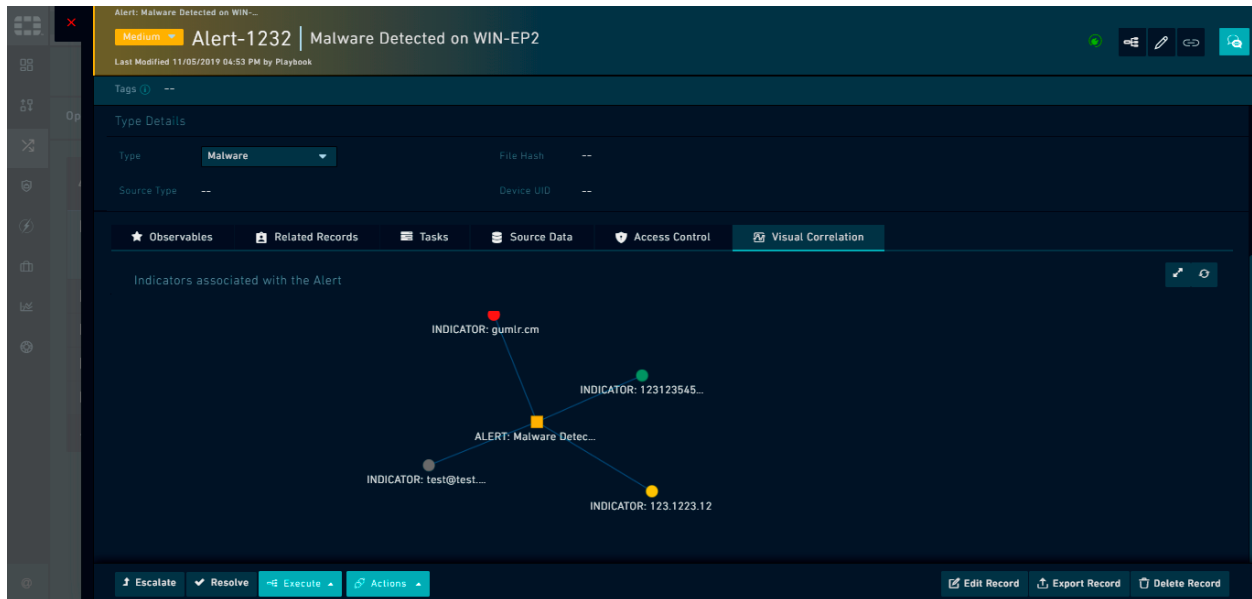 Alert: Malware Detected on WIN-...
Medium Alert-1232 | Malware Detected on WIN-EP2
Last Modified 11/05/2019 04:53 PM by Playbook
Tags --
Op
Type Details
Type Malware File Hash --
Source Type -- Device UID --
Observables Related Records Tasks Source Data Access Control Visual Correlation
Indicators associated with the Alert
INDICATOR: gumlr.cm
INDICATOR: 123123545...
ALERT: Malware Detec...
INDICATOR: test@test....
INDICATOR: 123.1223.12
Escalate Resolve Execute Actions Edit Record Export Record Delete Record